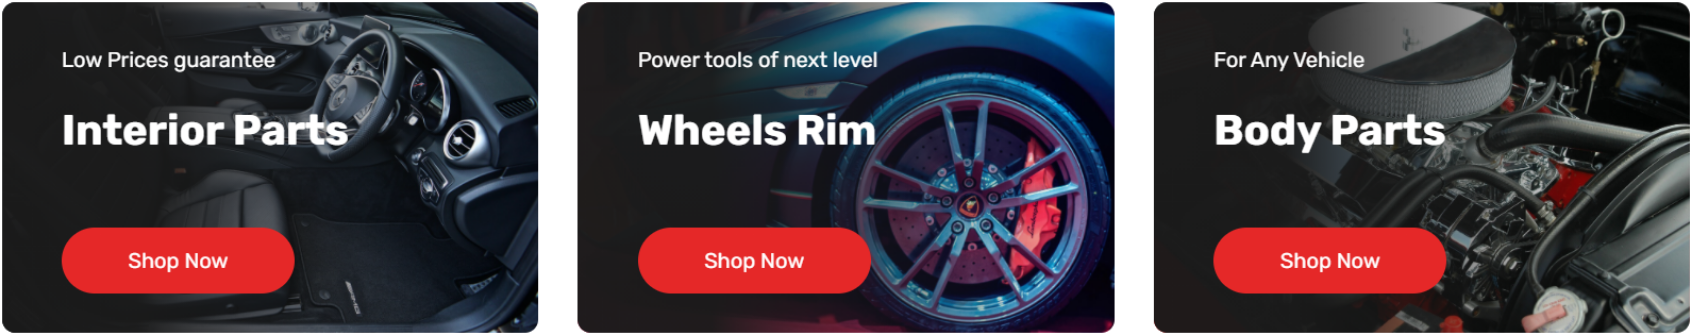 Low Prices guarantee
Interior Parts
Shop Now
Power tools of next level
Wheels Rim
Shop Now
For Any Vehicle
Body Parts
Shop Now